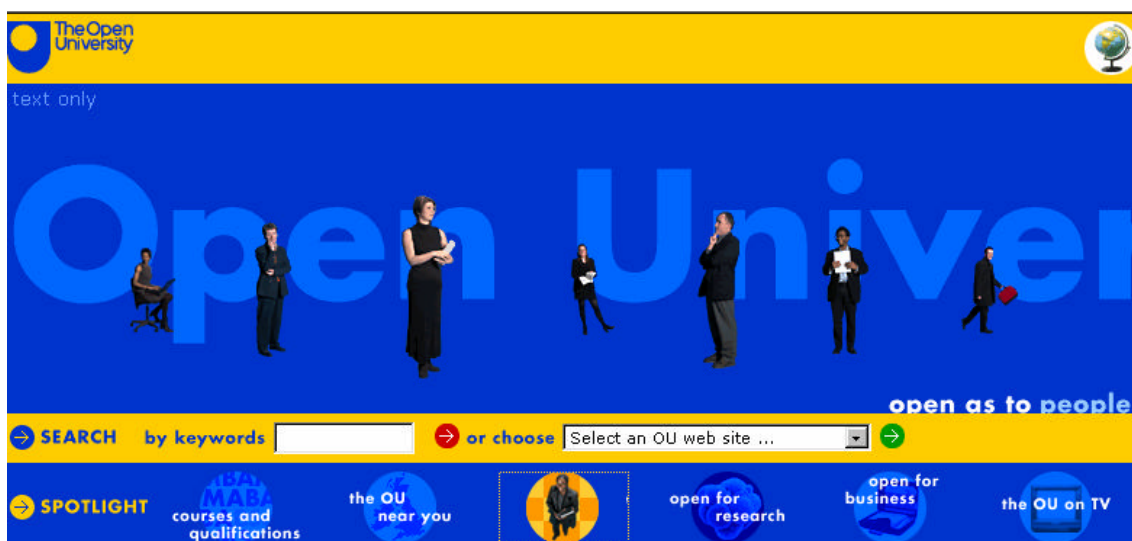 The Open
University
text only
Open Univer
open as to people
SEARCH by keywords or choose Select an OU web site ...
SPOTLIGHT
MABA
courses and
qualifications
the OU
near you
open for
research
open for
business
the OU on TV